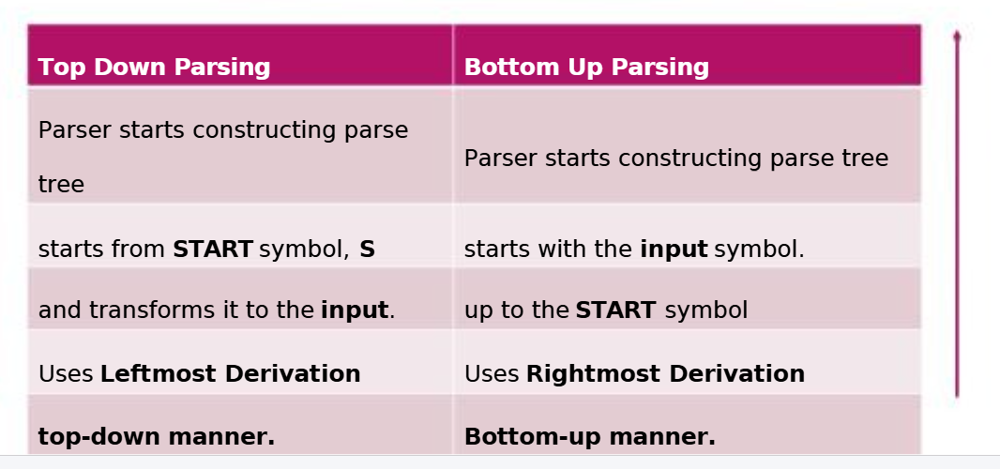 Top Down Parsing
Bottom Up Parsing
Parser starts constructing parse
tree
Parser starts constructing parse tree
starts from START symbol, S
starts with the input symbol.
and transforms it to the input.
up to the START symbol
Uses Leftmost Derivation
Uses Rightmost Derivation
top-down manner.
Bottom-up manner.